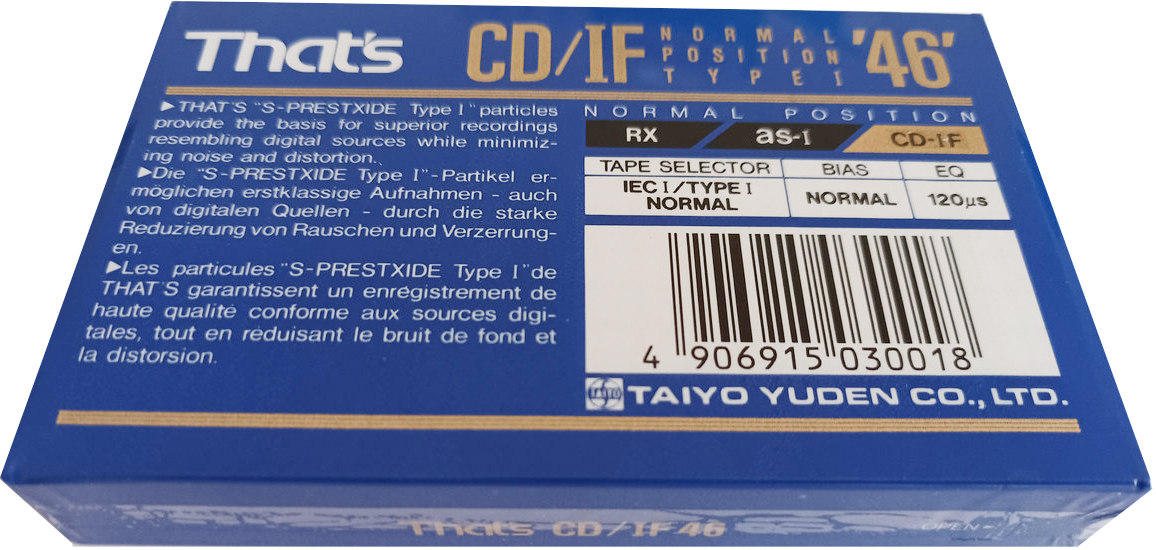 That's
CD/IF NORMAL POSITION TYPE I '46'
▶THAT'S "S-PRESTXIDE Type I" particles
provide the basis for superior recordings
resembling digital sources while minimiz-
ing noise and distortion.
▶Die "S-PRESTXIDE Type I"-Partikel er-
möglichen erstklassige Aufnahmen - auch
von digitalen Quellen - durch die starke
Reduzierung von Rauschen und Verzerrung-
en.
▶Les particules "S-PRESTXIDE Type I" de
THAT'S garantissent un enrégistrement de
haute qualité conforme aux sources digi-
tales, tout en réduisant le bruit de fond et
la distorsion.
NORMAL POSITION
RX as-I CD-IF
TAPE SELECTOR BIAS EQ
IEC I/TYPE I
NORMAL NORMAL 120µs
4 906915 030018
TAIYO TAIYO YUDEN CO., LTD.
That's CD/IF 46
OPEN